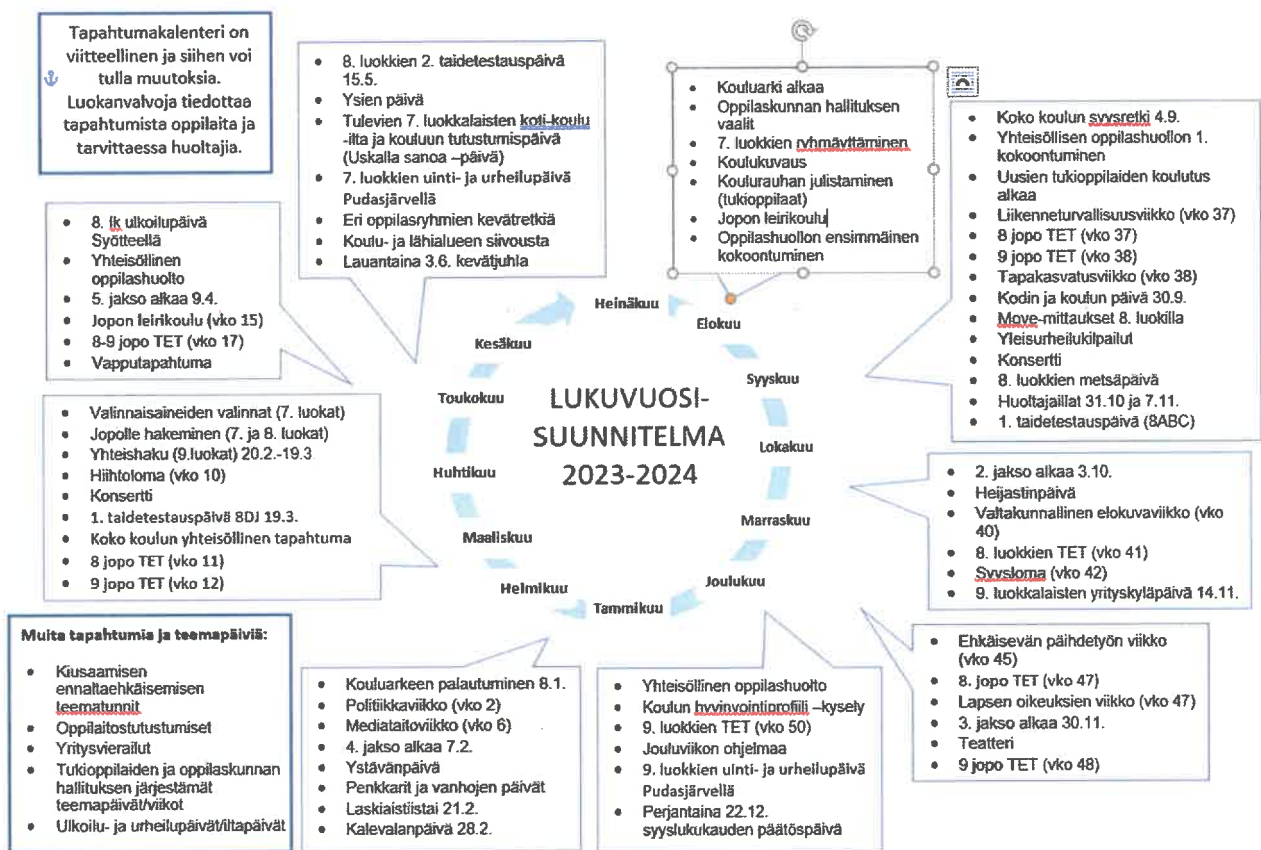 Tapahtumakalenteri on
viitteellinen ja siihen voi
tulla muutoksia.
Luokanvalvoja tiedottaa
tapahtumista oppilaita ja
tarvittaessa huoltajia.
• 8. luokkien 2. taidetestauspäivä
15.5.
• Ysien päivä
• Tulevien 7. luokkalaisten koti-koulu
-ilta ja kouluun tutustumispäivä
(Uskalla sanoa –päivä)
• 7. luokkien uinti- ja urheilupäivä
Pudasjärvellä
• Eri oppilasryhmien kevätretkiä
• Koulu- ja lähialueen siivousta
• Lauantaina 3.6. kevätjuhla
• Kouluarki alkaa
• Oppilaskunnan hallituksen
vaalit
• 7. luokkien ryhmäyttäminen
• Koulukuvaus
• Koulurauhan julistaminen
(tukioppilaat)
• Jopon leirikoulu
• Oppilashuollon ensimmäinen
kokoontuminen
• Koko koulun syysretki 4.9.
• Yhteisöllisen oppilashuollon 1.
kokoontuminen
• Uusien tukioppilaiden koulutus
alkaa
• Liikenneturvallisuusviikko (vko 37)
• 8 jopo TET (vko 37)
• 9 jopo TET (vko 38)
• Tapakasvatusviikko (vko 38)
• Kodin ja koulun päivä 30.9.
• Move-mittaukset 8. luokilla
• Yleisurheilukilpailut
• Konsertti
• 8. luokkien metsäpäivä
• Huoltajaillat 31.10 ja 7.11.
• 1. taidetestauspäivä (8ABC)
• 8. lk ulkoilupäivä
Syötteellä
• Yhteisöllinen
oppilashuolto
• 5. jakso alkaa 9.4.
• Jopon leirikoulu (vko 15)
• 8-9 jopo TET (vko 17)
• Vapputapahtuma
Heinäkuu
Elokuu
Syyskuu
Lokakuu
Marraskuu
Joulukuu
Tammikuu
Helmikuu
Maaliskuu
Huhtikuu
Toukokuu
Kesäkuu
LUKUVUOSI-
SUUNNITELMA
2023-2024
• Valinnaisaineiden valinnat (7. luokat)
• Jopolle hakeminen (7. ja 8. luokat)
• Yhteishaku (9.luokat) 20.2.-19.3
• Hiihtoloma (vko 10)
• Konsertti
• 1. taidetestauspäivä 8DJ 19.3.
• Koko koulun yhteisöllinen tapahtuma
• 8 jopo TET (vko 11)
• 9 jopo TET (vko 12)
• 2. jakso alkaa 3.10.
• Heijastinpäivä
• Valtakunnallinen elokuvaviikko (vko
40)
• 8. luokkien TET (vko 41)
• Syysloma (vko 42)
• 9. luokkalaisten yrityskyläpäivä 14.11.
Muita tapahtumia ja teemapäiviä:
• Kiusaamisen
ennaltaehkäisemisen
teematunnit
• Oppilaitostutustumiset
• Yritysvierailut
• Tukioppilaiden ja oppilaskunnan
hallituksen järjestämät
teemapäivät/viikot
• Ulkoilu- ja urheilupäivät/iltapäivät
• Kouluarkeen palautuminen 8.1.
• Politiikkaviikko (vko 2)
• Mediataitoviikko (vko 6)
• 4. jakso alkaa 7.2.
• Ystävänpäivä
• Penkkarit ja vanhojen päivät
• Laskiaistiistai 21.2.
• Kalevalanpäivä 28.2.
• Yhteisöllinen oppilashuolto
• Koulun hyvinvointiprofiili –kysely
• 9. luokkien TET (vko 50)
• Jouluviikon ohjelmaa
• 9. luokkien uinti- ja urheilupäivä
Pudasjärvellä
• Perjantaina 22.12.
syyslukukauden päätöspäivä
• Ehkäisevän päihdetyön viikko
(vko 45)
• 8. jopo TET (vko 47)
• Lapsen oikeuksien viikko (vko 47)
• 3. jakso alkaa 30.11.
• Teatteri
• 9 jopo TET (vko 48)